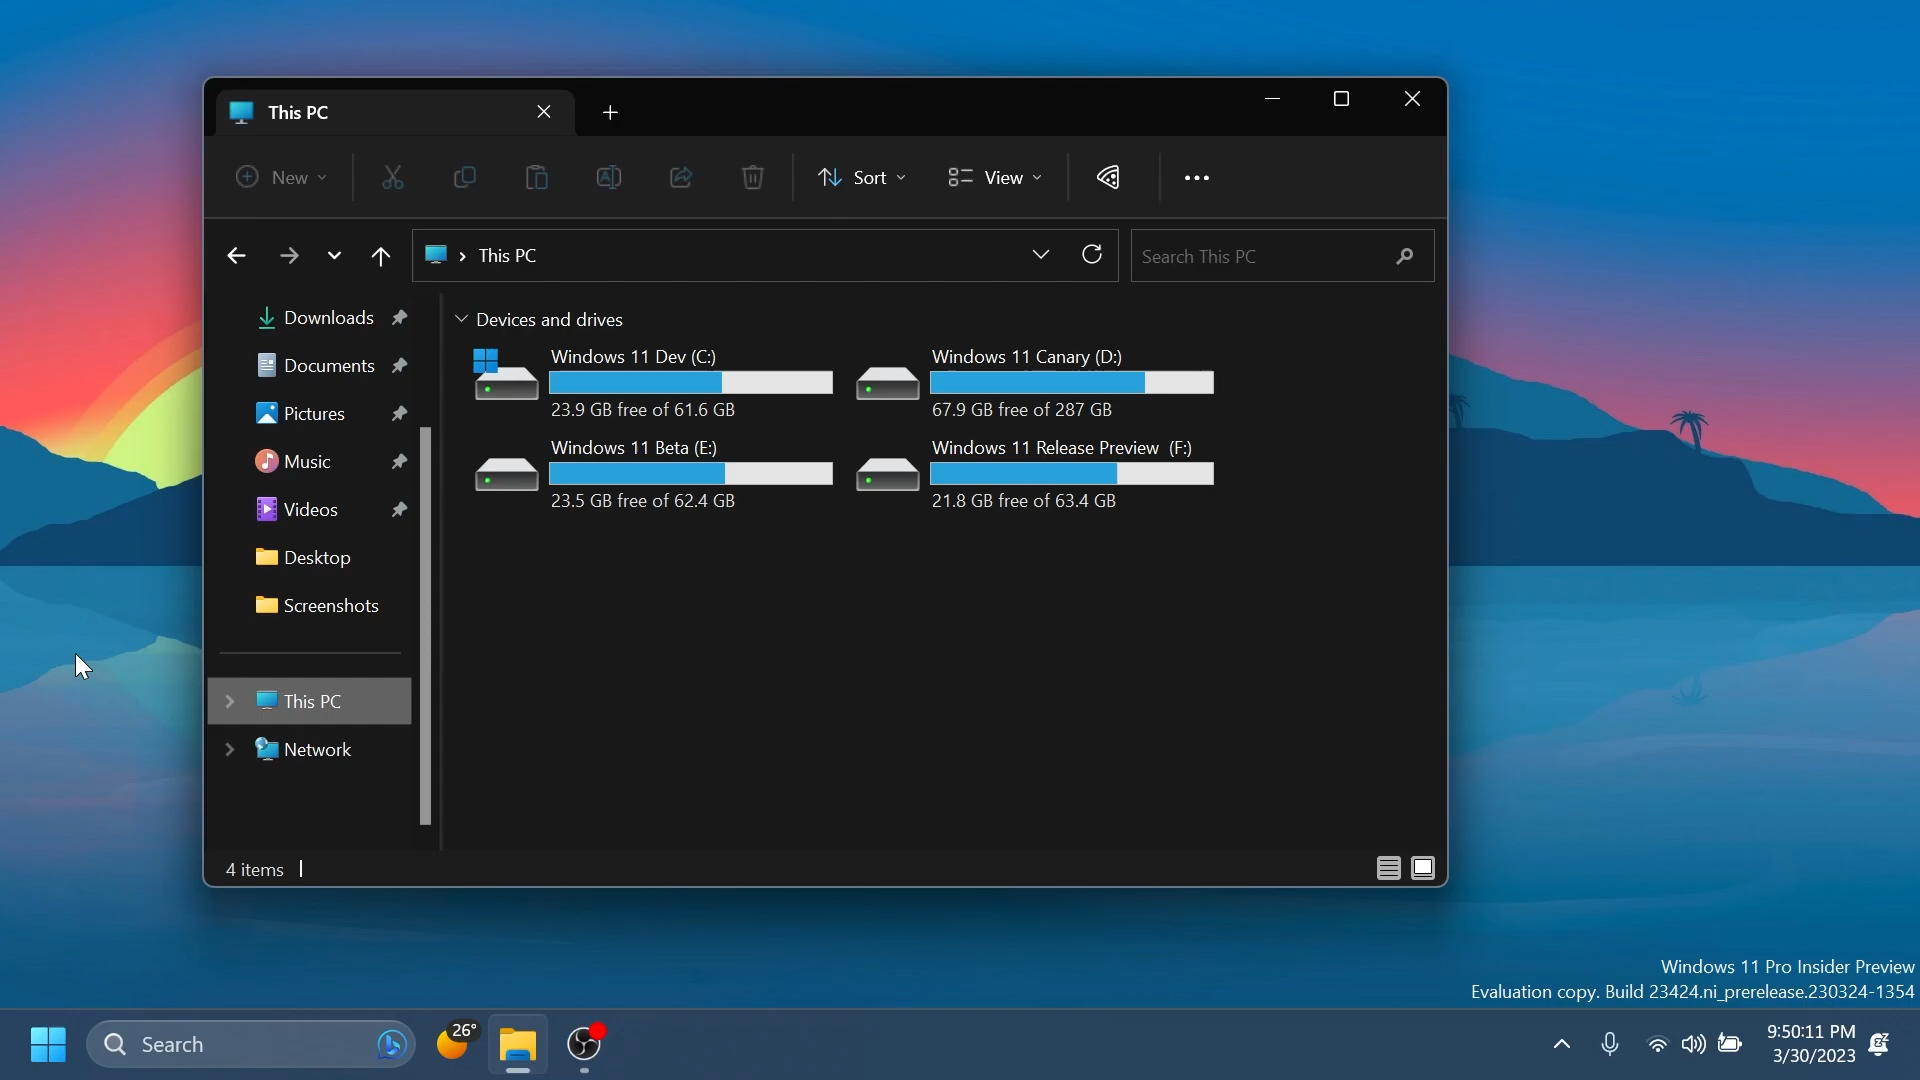 This PC
New
Sort
View
This PC
Search This PC
Downloads
Documents
Pictures
Music
Videos
Desktop
Screenshots
This PC
Network
Devices and drives
Windows 11 Dev (C:)
23.9 GB free of 61.6 GB
Windows 11 Canary (D:)
67.9 GB free of 287 GB
Windows 11 Beta (E:)
23.5 GB free of 62.4 GB
Windows 11 Release Preview (F:)
21.8 GB free of 63.4 GB
4 items
Windows 11 Pro Insider Preview
Evaluation copy. Build 23424.ni_prerelease.230324-1354
Search
26°
9:50:11 PM
3/30/2023